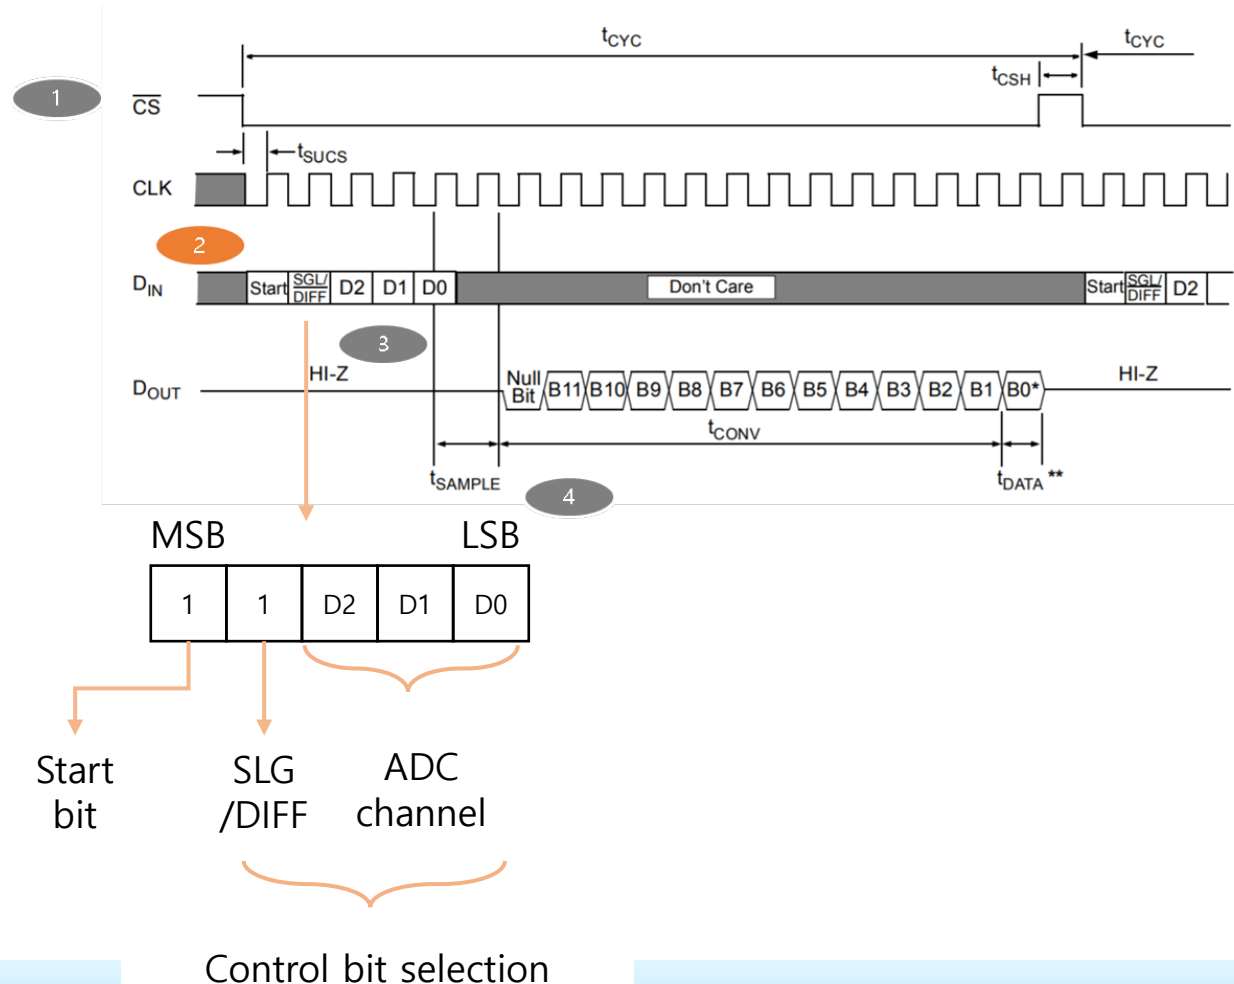 tCYC
tCYC
tCSH
1
CS
tSUCS
CLK
2
DIN
Start SGL/ DIFF D2 D1 D0 Don't Care Start SGL/ DIFF D2
3
HI-Z
DOUT
Null Bit B11 B10 B9 B8 B7 B6 B5 B4 B3 B2 B1 B0*
HI-Z
tCONV
tSAMPLE
tDATA **
4
MSB LSB
1 1 D2 D1 D0
Start
bit
SLG
/DIFF
ADC
channel
Control bit selection